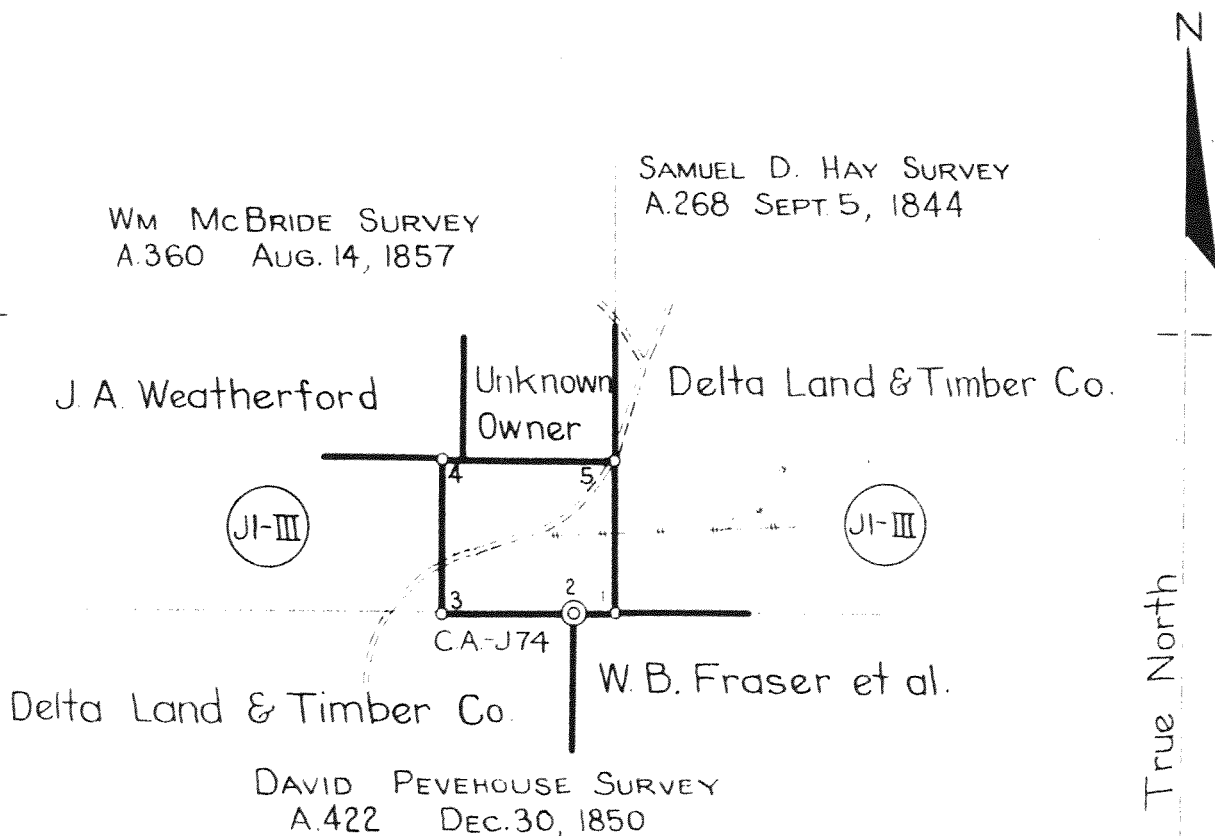 N
SAMUEL D. HAY SURVEY
A.268 SEPT. 5, 1844
WM MCBRIDE SURVEY
A.360 AUG. 14, 1857
J. A. Weatherford
Unknown
Owner
Delta Land & Timber Co.
4
5
J1-III
J1-III
3
2
1
C.A.-J74
W. B. Fraser et al.
Delta Land & Timber Co.
DAVID PEVEHOUSE SURVEY
A.422 DEC. 30, 1850
True North